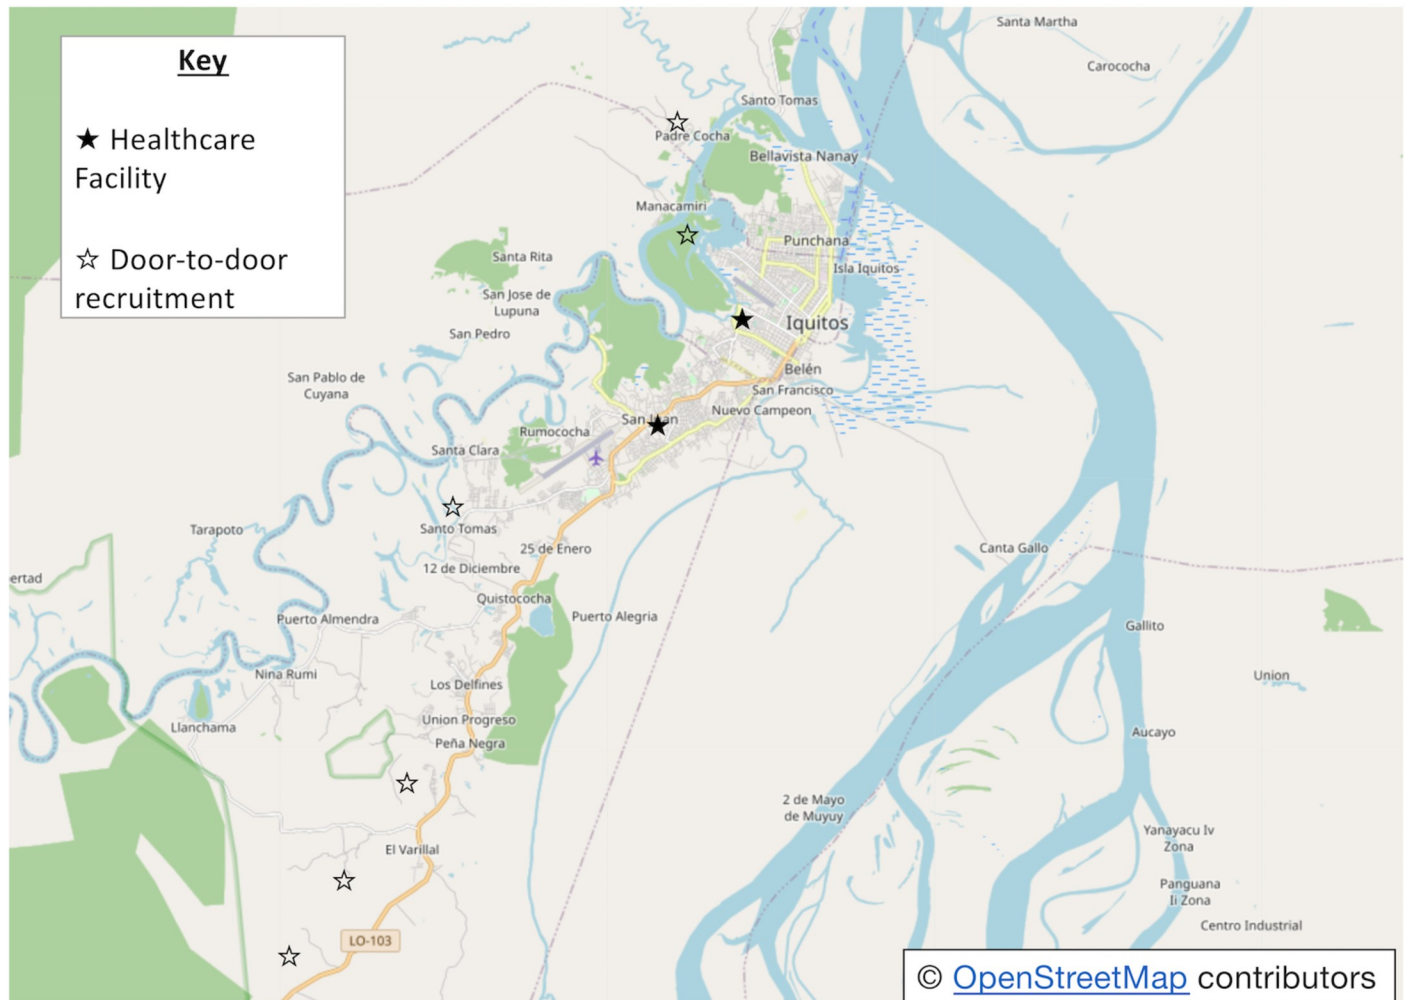 Key
★ Healthcare
Facility
☆ Door-to-door
recruitment
Santa Martha
Carococha
Santo Tomas
Padre Cocha
Bellavista Nanay
Manacamiri
Punchana
Santa Rita
Isla Iquitos
San Jose de
Lupuna
San Pedro
Iquitos
Belén
San Pablo de
Cuyana
San Francisco
Nuevo Campeon
San Juan
Rumococha
Santa Clara
Tarapoto
Santo Tomas
25 de Enero
Canta Gallo
12 de Diciembre
ertad
Quistococha
Puerto Almendra
Puerto Alegria
Gallito
Nina Rumi
Union
Los Delfines
Llanchama
Union Progreso
Aucayo
Peña Negra
2 de Mayo
de Muyuy
Yanayacu Iv
Zona
El Varillal
Panguana
Ii Zona
Centro Industrial
LO-103
© OpenStreetMap contributors